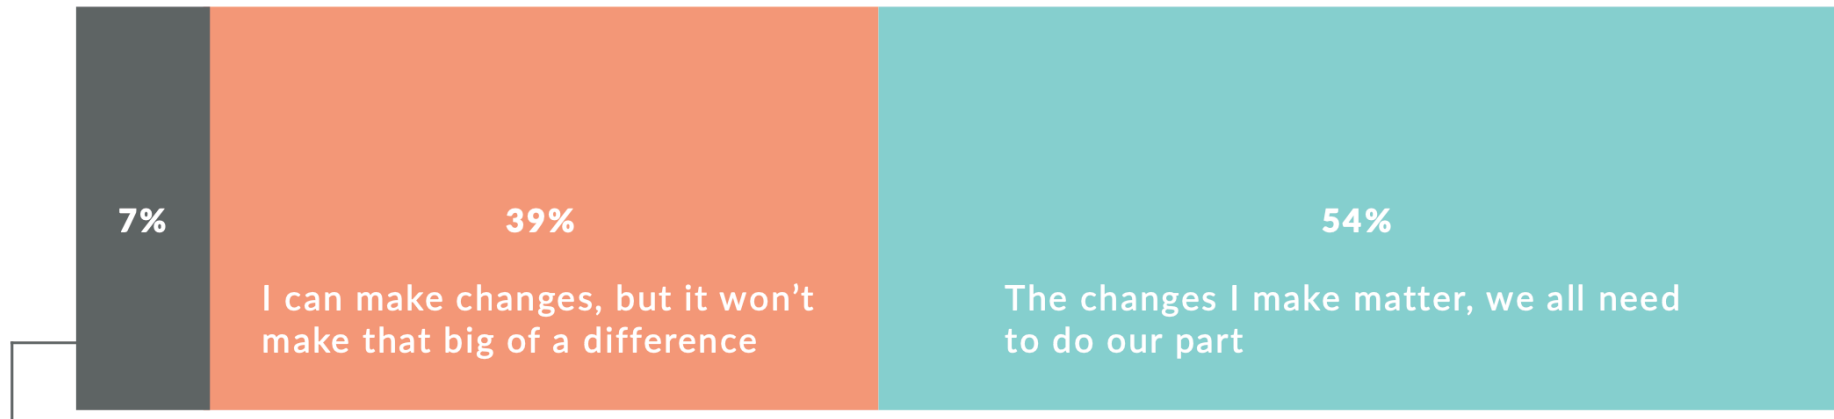 7%
39%
I can make changes, but it won’t
make that big of a difference
54%
The changes I make matter, we all need
to do our part